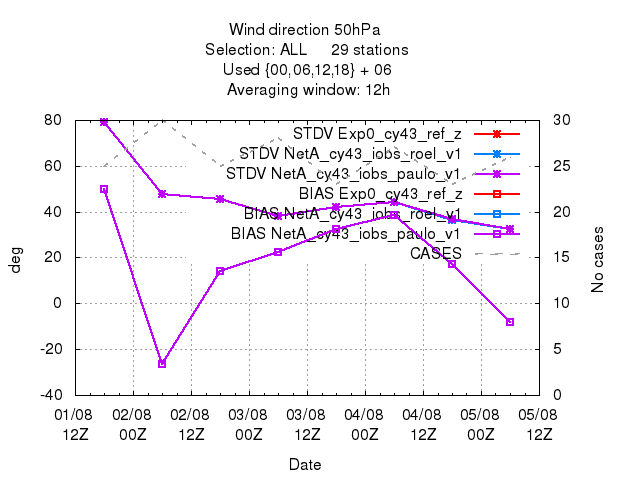 Wind direction 50hPa
Selection: ALL     29 stations
Used {00,06,12,18} + 06
Averaging window: 12h
deg
80
60
40
20
0
-20
-40
30
25
20
15
10
5
0
No cases
STDV Exp0_cy43_ref_z
STDV NetA_cy43_iobs_roel_v1
STDV NetA_cy43_iobs_paulo_v1
BIAS Exp0_cy43_ref_z
BIAS NetA_cy43_iobs_roel_v1
BIAS NetA_cy43_iobs_paulo_v1
CASES
01/08 02/08 02/08 03/08 03/08 04/08 04/08 05/08 05/08
12Z 00Z 12Z 00Z 12Z 00Z 12Z 00Z 12Z
Date